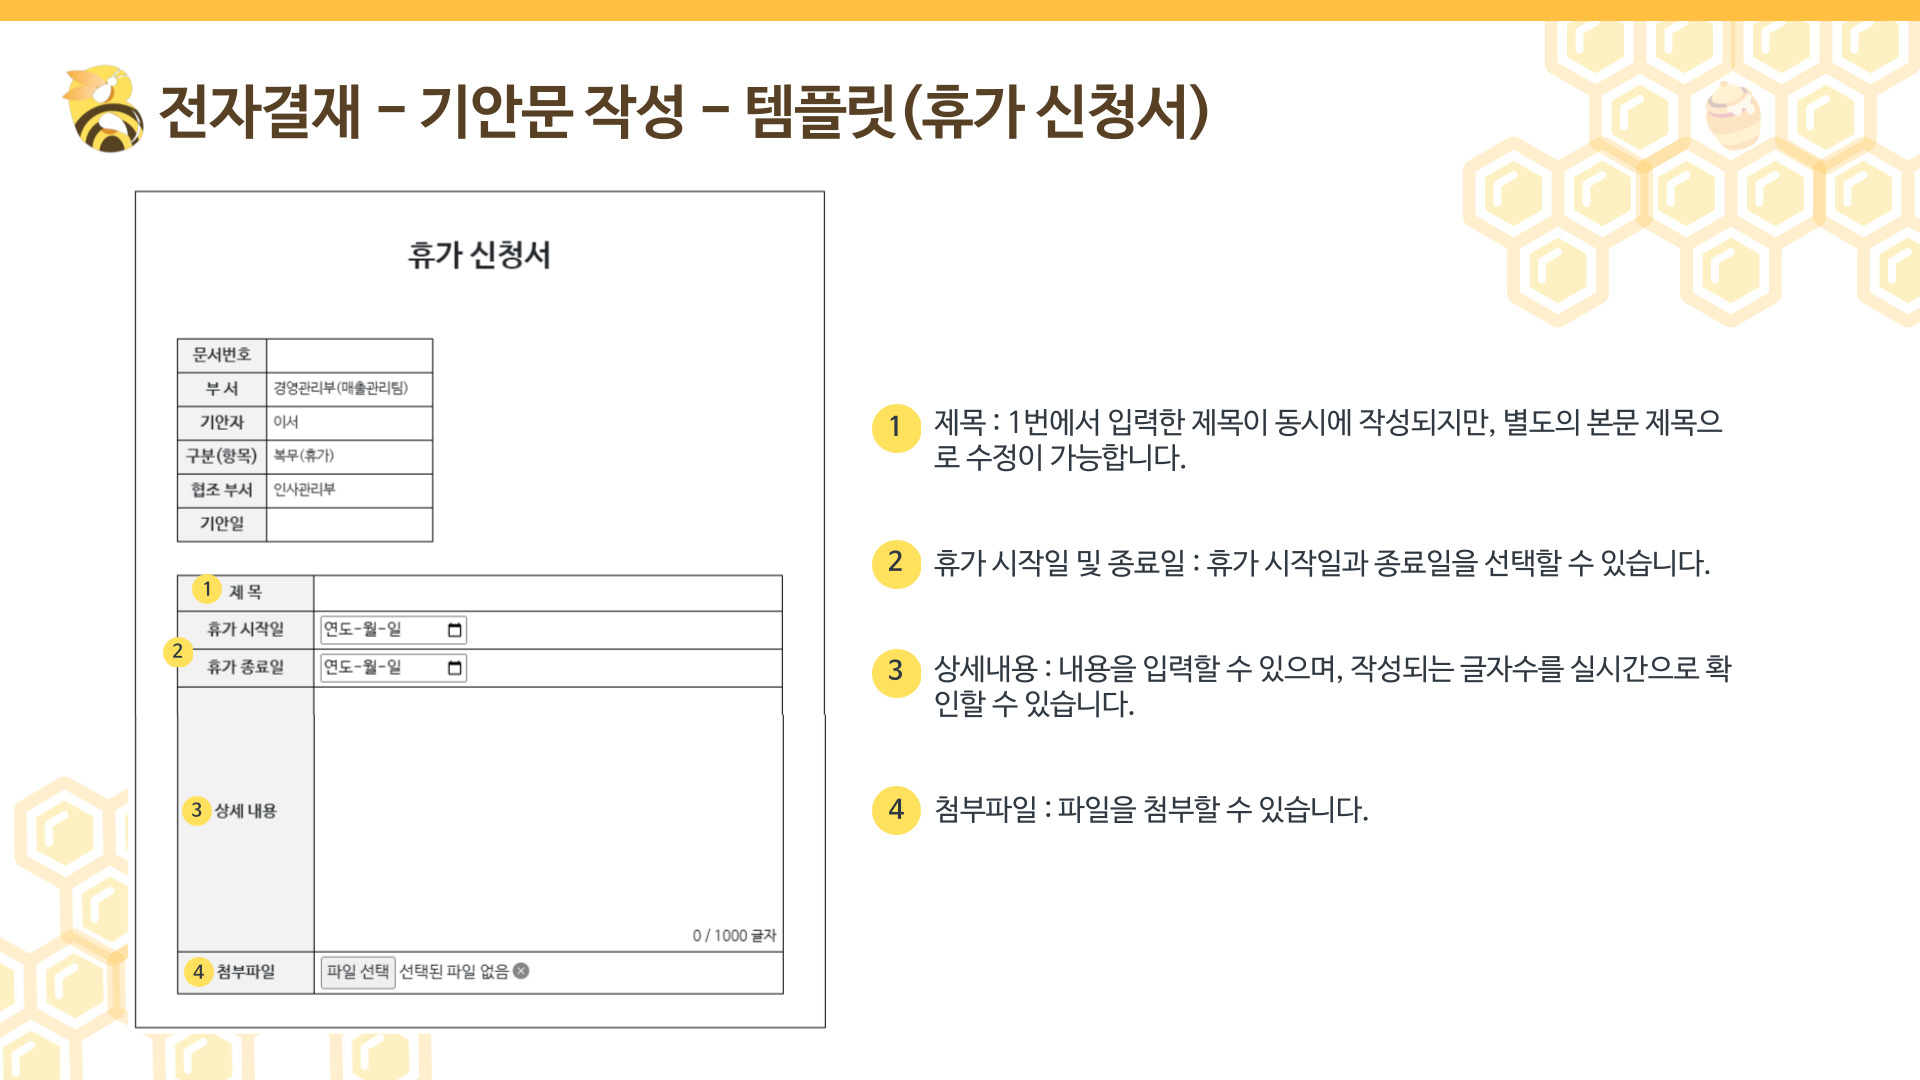 전자결재 - 기안문 작성 - 템플릿(휴가 신청서)
휴가 신청서
문서번호
부 서 경영관리부(매출관리팀)
기안자 이서
구분(항목) 복무(휴가)
협조 부서 인사관리부
기안일
1 제 목
휴가 시작일 연도-월-일
2
휴가 종료일 연도-월-일
3 상세 내용
0 / 1000 글자
4 첨부파일 파일 선택 선택된 파일 없음
1 제목 : 1번에서 입력한 제목이 동시에 작성되지만, 별도의 본문 제목으
로 수정이 가능합니다.
2 휴가 시작일 및 종료일 : 휴가 시작일과 종료일을 선택할 수 있습니다.
3 상세내용 : 내용을 입력할 수 있으며, 작성되는 글자수를 실시간으로 확
인할 수 있습니다.
4 첨부파일 : 파일을 첨부할 수 있습니다.